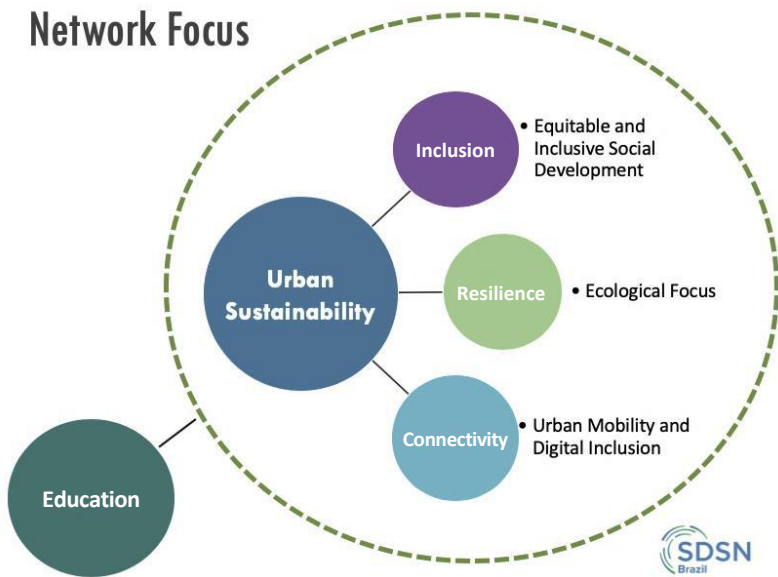 Network Focus
Inclusion
• Equitable and
Inclusive Social
Development
Urban
Sustainability
Resilience
• Ecological Focus
Connectivity
• Urban Mobility and
Digital Inclusion
Education
SDSN
Brazil